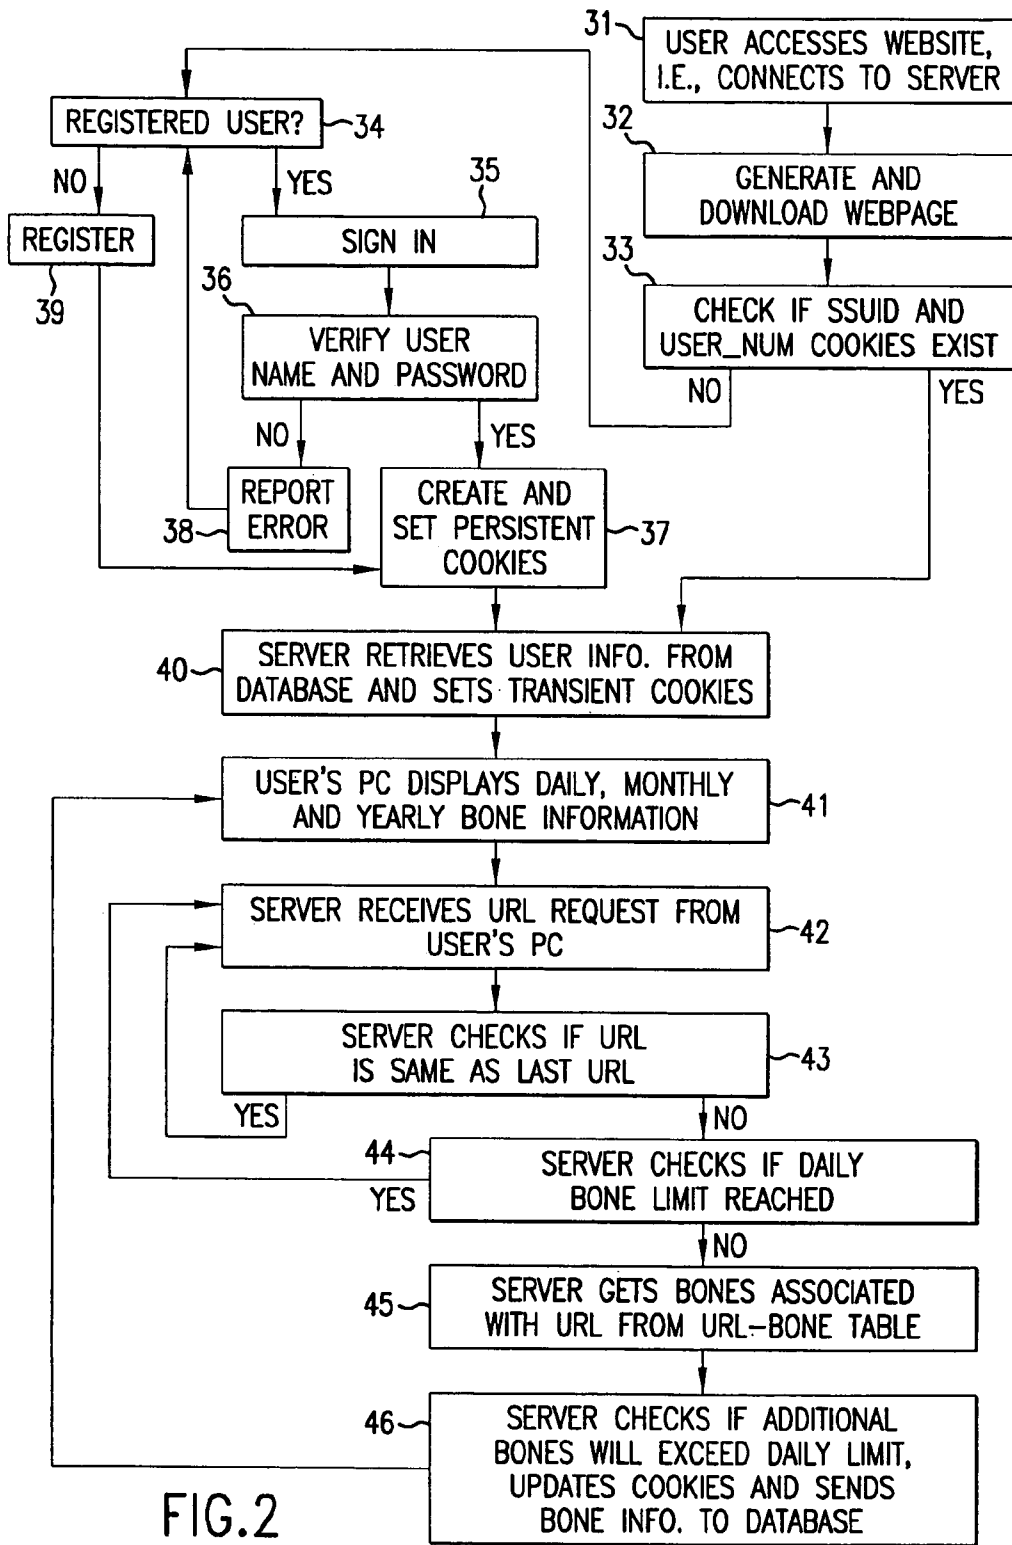 31
USER ACCESSES WEBSITE,
I.E., CONNECTS TO SERVER
32
GENERATE AND
DOWNLOAD WEBPAGE
33
CHECK IF SSUID AND
USER_NUM COOKIES EXIST
NO
YES
REGISTERED USER?
34
NO
YES
REGISTER
39
35
SIGN IN
36
VERIFY USER
NAME AND PASSWORD
NO
YES
REPORT
ERROR
38
CREATE AND
SET PERSISTENT
COOKIES
37
40
SERVER RETRIEVES USER INFO. FROM
DATABASE AND SETS TRANSIENT COOKIES
USER'S PC DISPLAYS DAILY, MONTHLY
AND YEARLY BONE INFORMATION
41
SERVER RECEIVES URL REQUEST FROM
USER'S PC
42
SERVER CHECKS IF URL
IS SAME AS LAST URL
43
YES
NO
44
SERVER CHECKS IF DAILY
BONE LIMIT REACHED
YES
NO
45
SERVER GETS BONES ASSOCIATED
WITH URL FROM URL-BONE TABLE
46
SERVER CHECKS IF ADDITIONAL
BONES WILL EXCEED DAILY LIMIT,
UPDATES COOKIES AND SENDS
BONE INFO. TO DATABASE
FIG.2